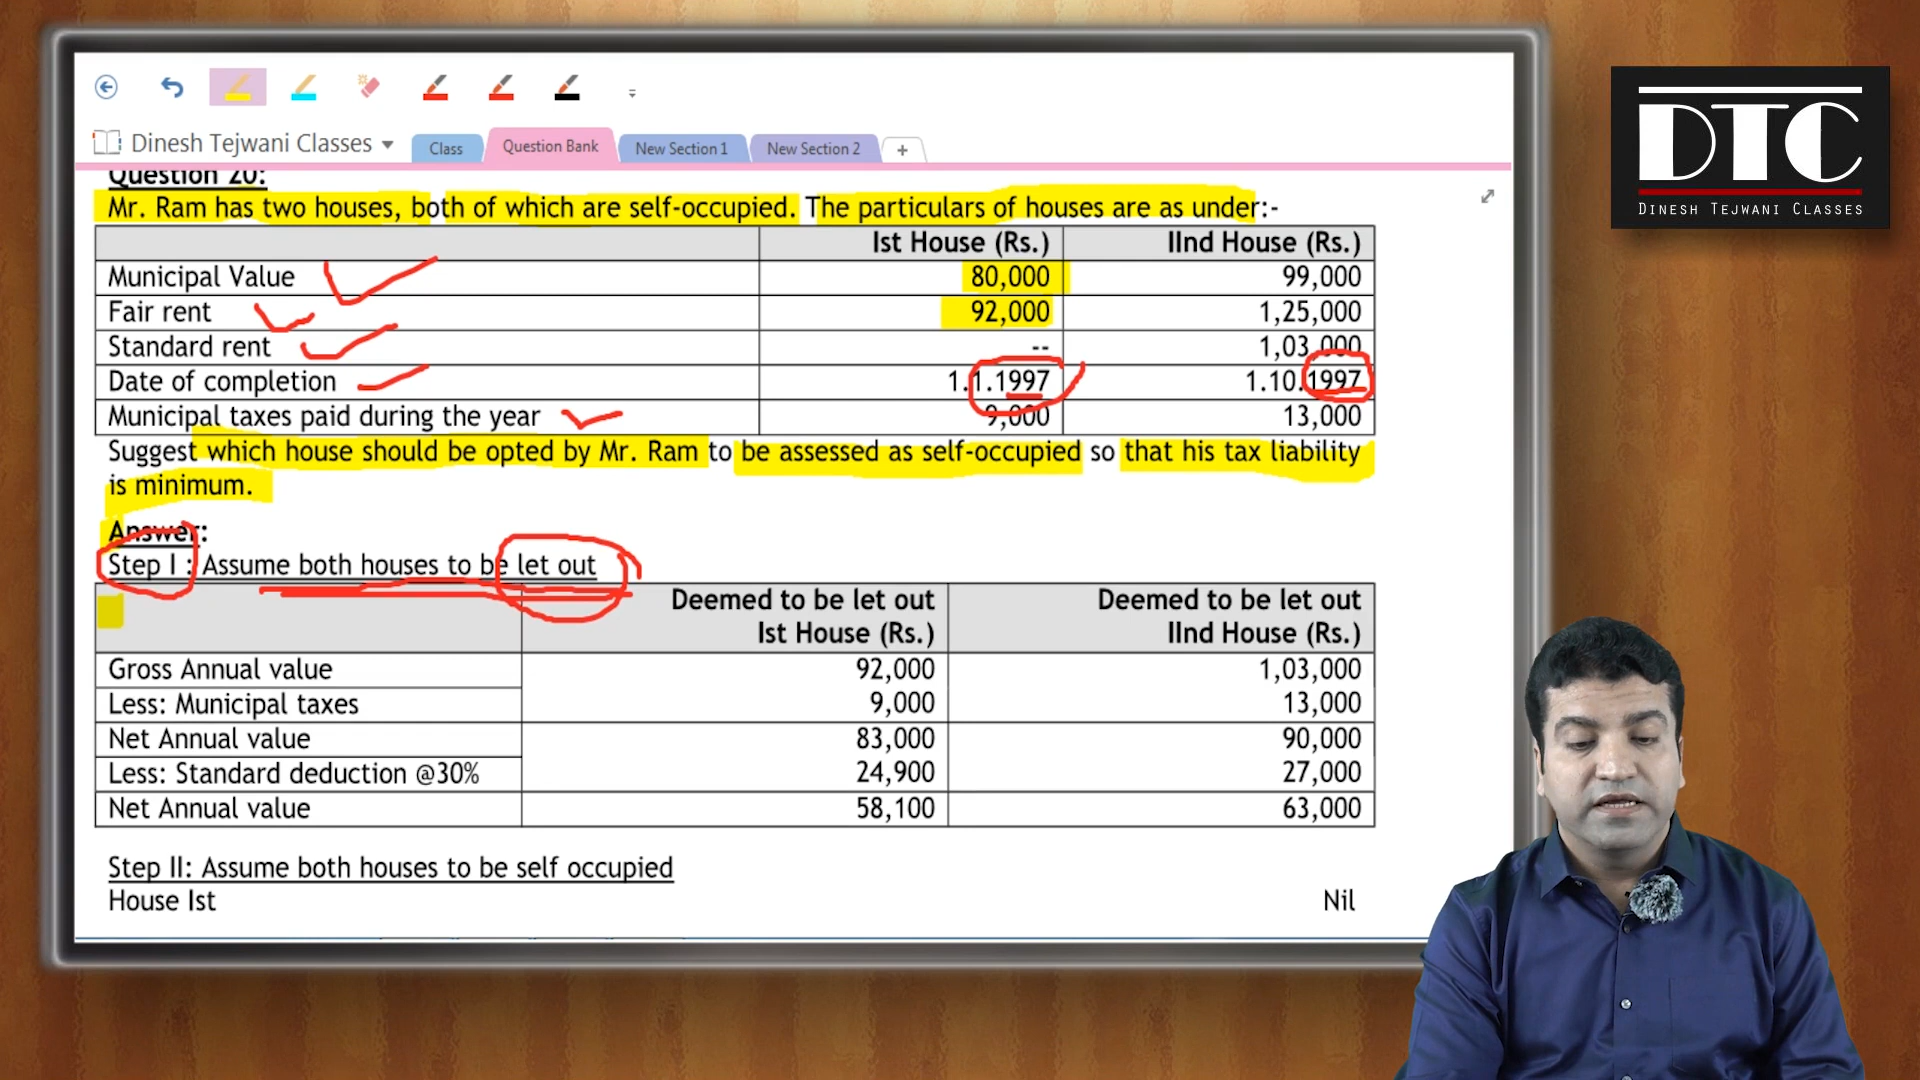 DTC
DINESH TEJWANI CLASSES
Dinesh Tejwani Classes
Class
Question Bank
New Section 1
New Section 2
+
Question 20:
Mr. Ram has two houses, both of which are self-occupied. The particulars of houses are as under:-
Ist House (Rs.) IInd House (Rs.)
Municipal Value 80,000 99,000
Fair rent 92,000 1,25,000
Standard rent -- 1,03,000
Date of completion 1.1.1997 1.10.1997
Municipal taxes paid during the year 9,000 13,000
Suggest which house should be opted by Mr. Ram to be assessed as self-occupied so that his tax liability
is minimum.
Answer:
Step I : Assume both houses to be let out
Deemed to be let out Deemed to be let out
Ist House (Rs.) IInd House (Rs.)
Gross Annual value 92,000 1,03,000
Less: Municipal taxes 9,000 13,000
Net Annual value 83,000 90,000
Less: Standard deduction @30% 24,900 27,000
Net Annual value 58,100 63,000
Step II: Assume both houses to be self occupied
House Ist Nil